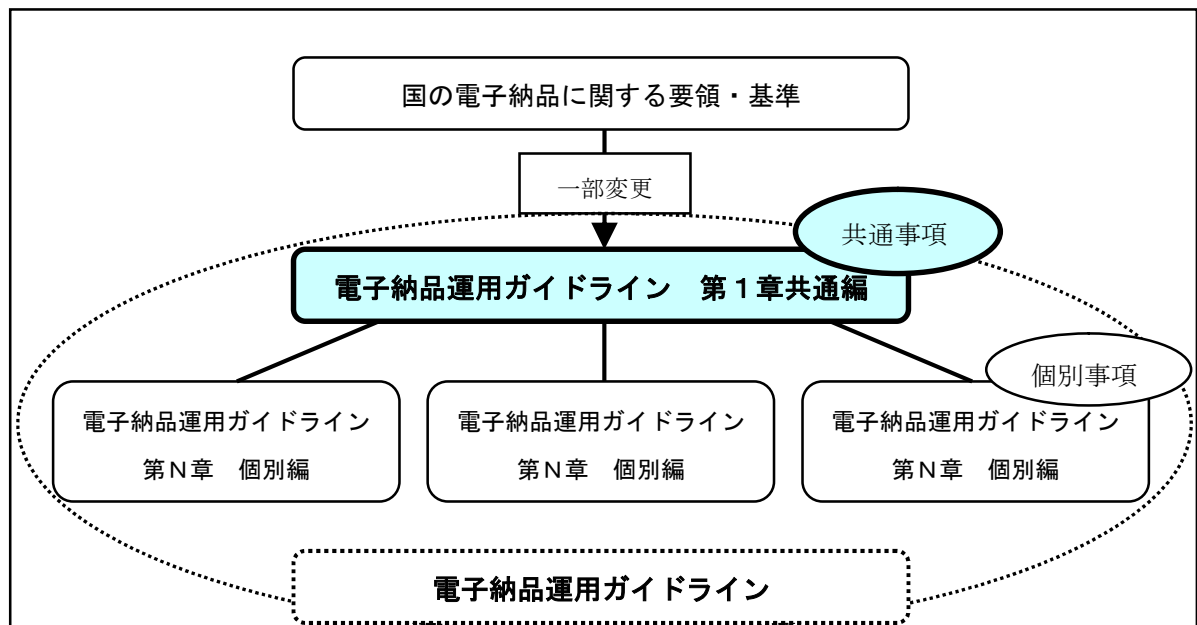 国の電子納品に関する要領・基準
一部変更
共通事項
電子納品運用ガイドライン　第１章共通編
個別事項
電子納品運用ガイドライン
第Ｎ章　個別編
電子納品運用ガイドライン
第Ｎ章　個別編
電子納品運用ガイドライン
第Ｎ章　個別編
電子納品運用ガイドライン